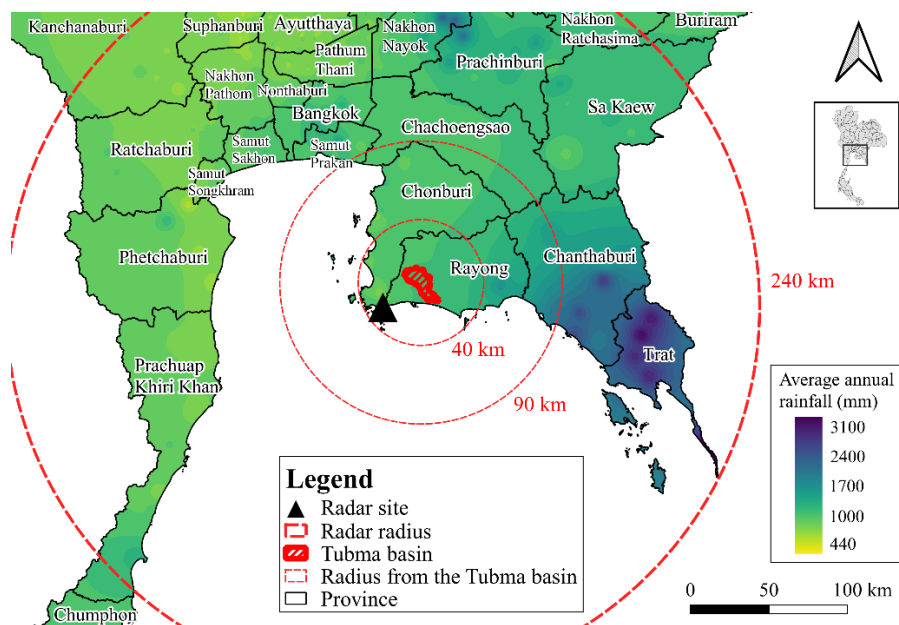 Kanchanaburi
Suphanburi
Ayutthaya
Nakhon
Nayok
Nakhon
Ratchasima
Buriram
Pathum
Thani
Prachinburi
Nakhon
Pathom
Nonthaburi
Bangkok
Sa Kaew
Chachoengsao
Ratchaburi
Samut
Sakhon
Samut
Prakan
Samut
Songkhram
Chonburi
Phetchaburi
Rayong
Chanthaburi
240 km
40 km
Trat
Prachuap
Khiri Khan
90 km
Average annual
rainfall (mm)
3100
2400
1700
1000
440
Legend
Radar site
Radar radius
Tubma basin
Radius from the Tubma basin
Province
0 50 100 km
Chumphon